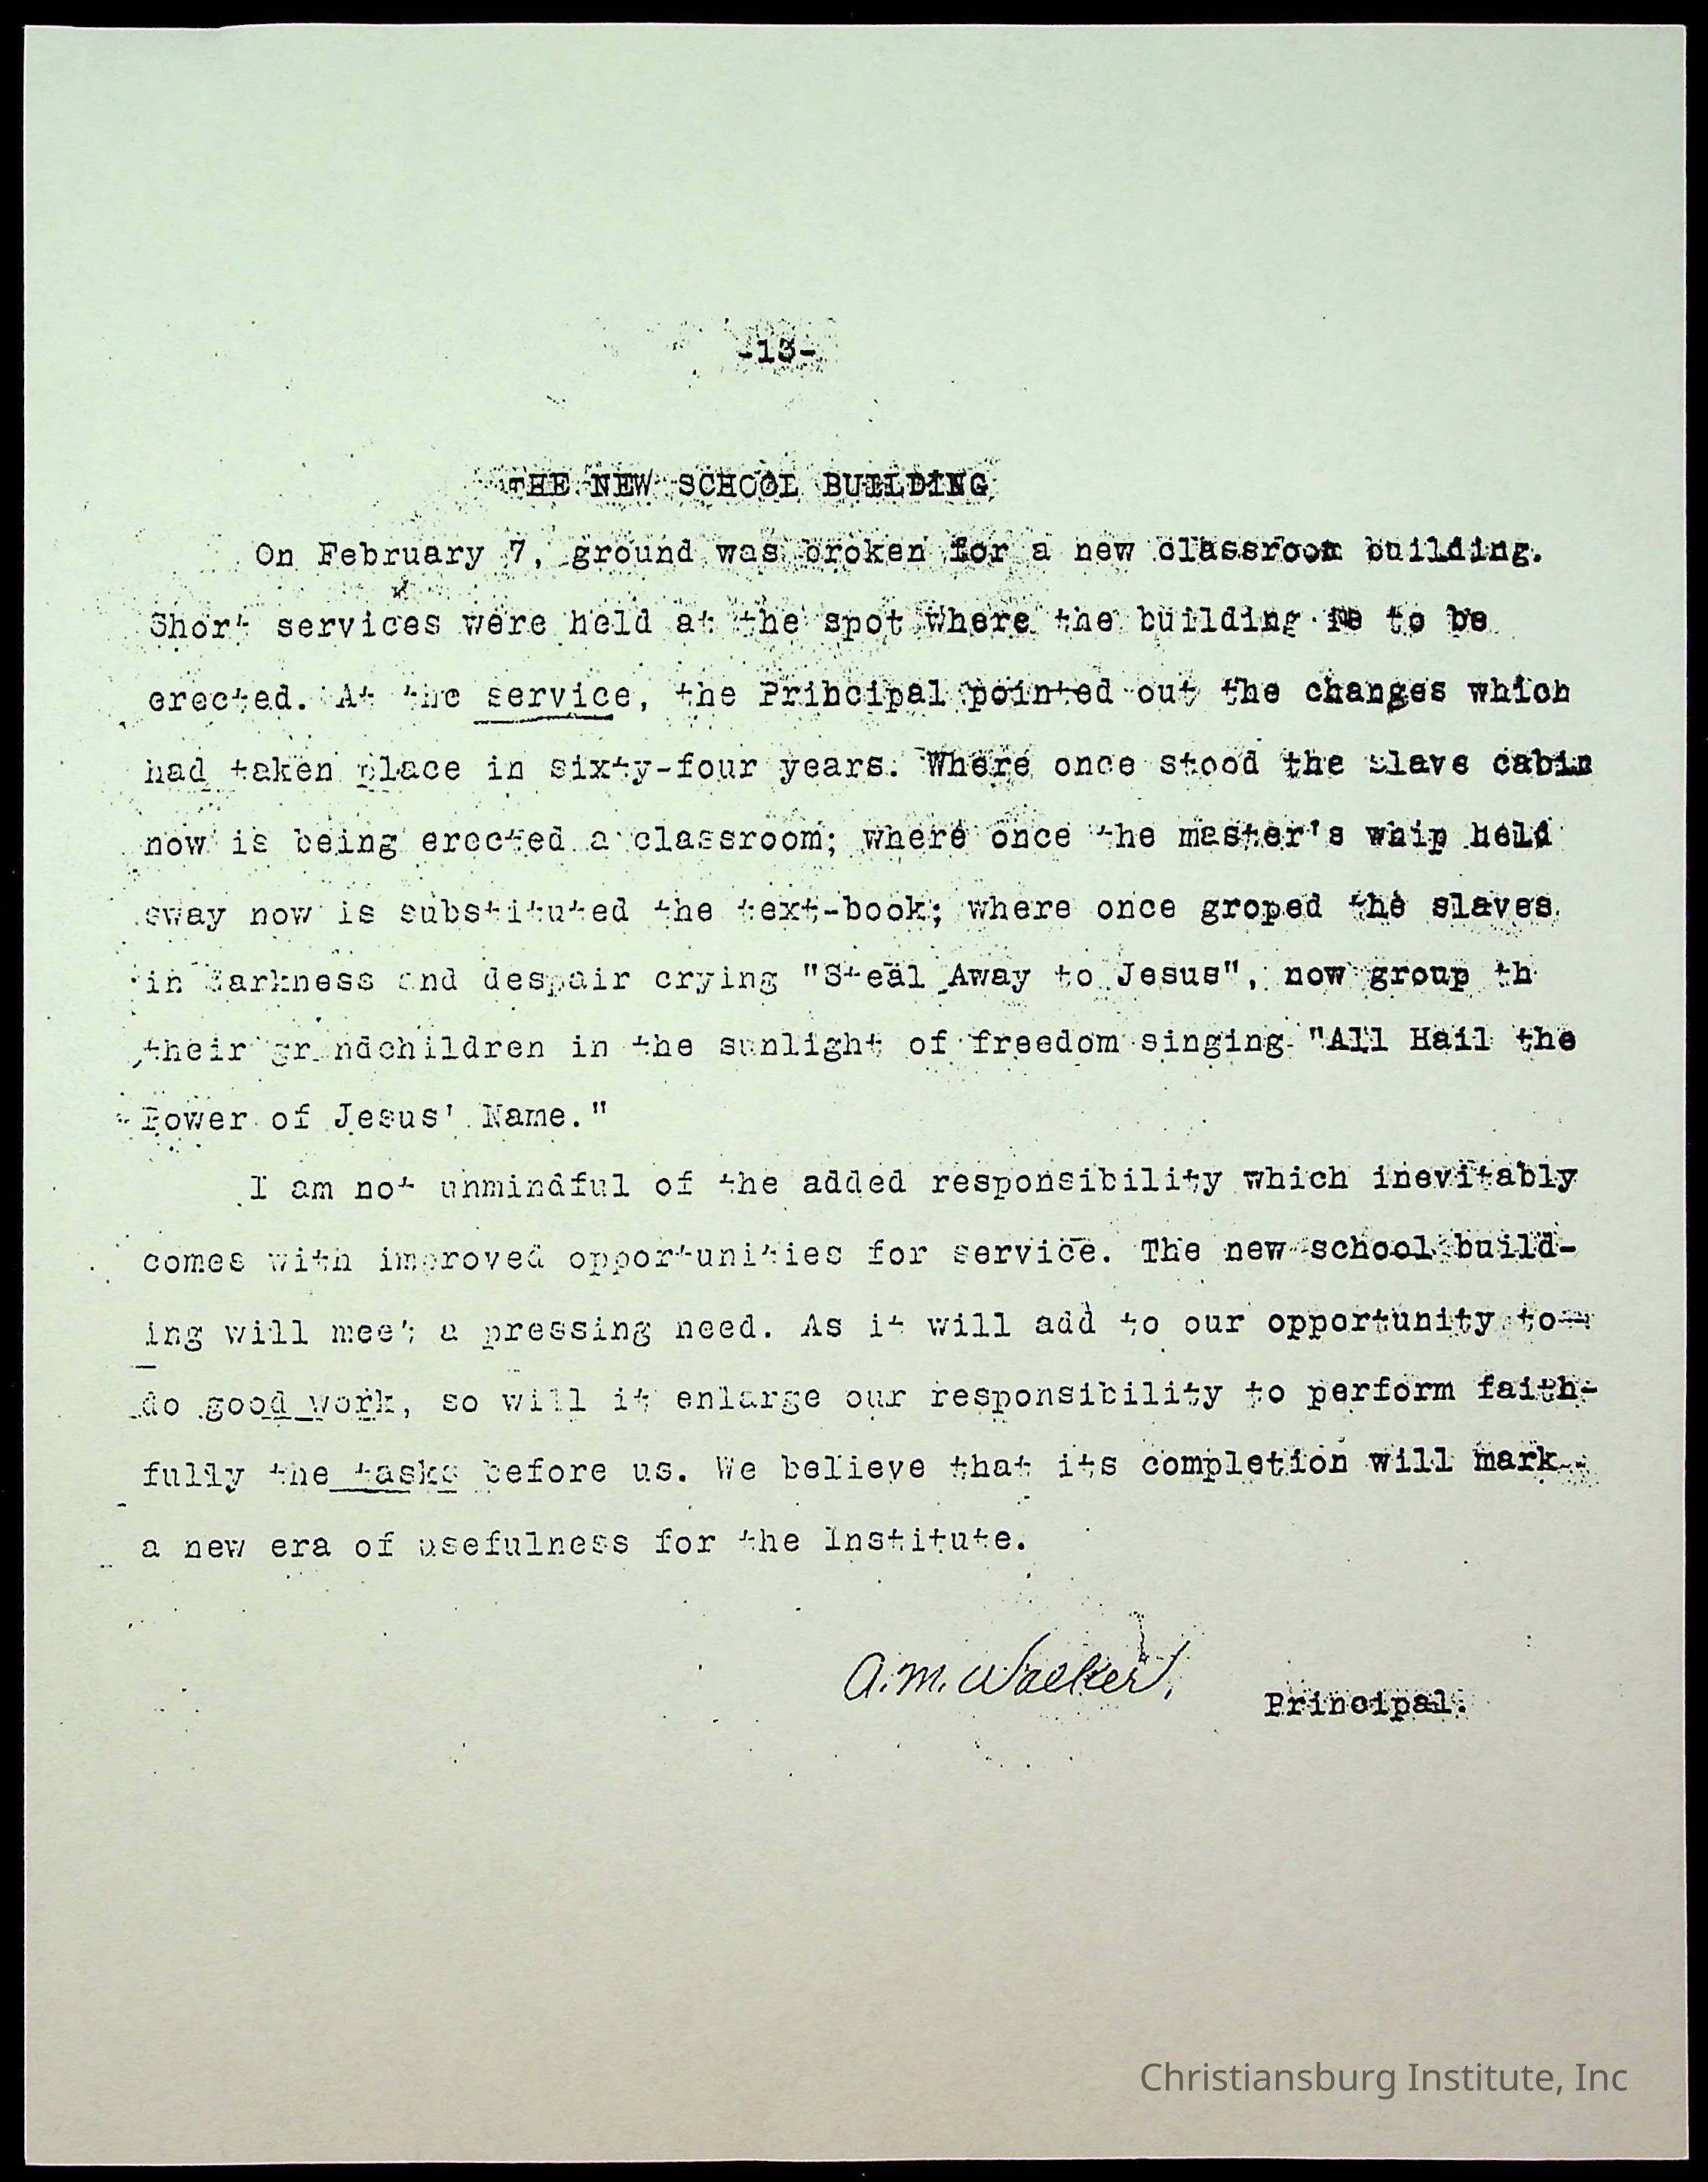 -13-
THE NEW SCHOOL BUILDING
On February 7, ground was broken for a new classroom building.
Short services were held at the spot where the building is to be
erected. At the service, the Principal pointed out the changes which
had taken place in sixty-four years. Where once stood the slave cabin
now is being erected a classroom; where once the master's whip held
sway now is substituted the text-book; where once groped the slaves
in darkness and despair crying "Steal Away to Jesus", now group th
their grandchildren in the sunlight of freedom singing "All Hail the
Power of Jesus' Name."
I am not unmindful of the added responsibility which inevitably
comes with improved opportunities for service. The new school build-
ing will meet a pressing need. As it will add to our opportunity to
do good work, so will it enlarge our responsibility to perform faith-
fully the tasks before us. We believe that its completion will mark
a new era of usefulness for the Institute.
A.M. Walker,
Principal.
Christiansburg Institute, Inc